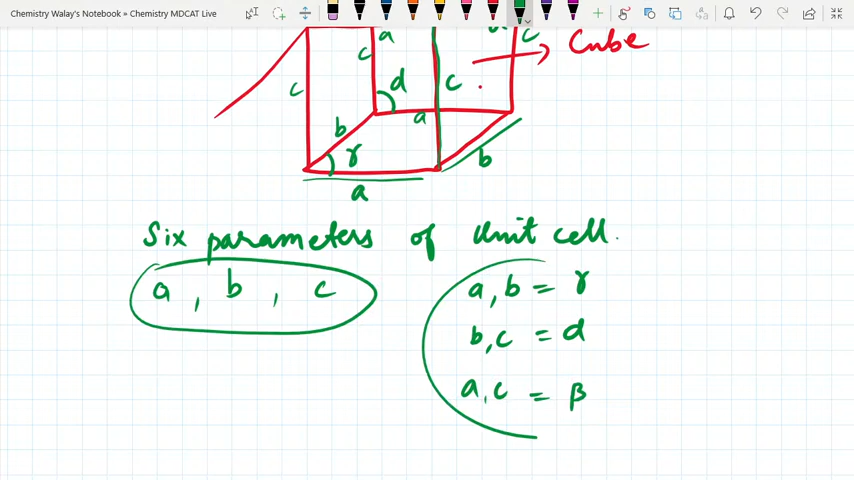 Chemistry Walay's Notebook » Chemistry MDCAT Live
a
c
c
c → Cube
c
d
b
a
γ
b
a
Six parameters of Unit cell.
a , b , c
a, b = γ
b, c = α
a, c = β